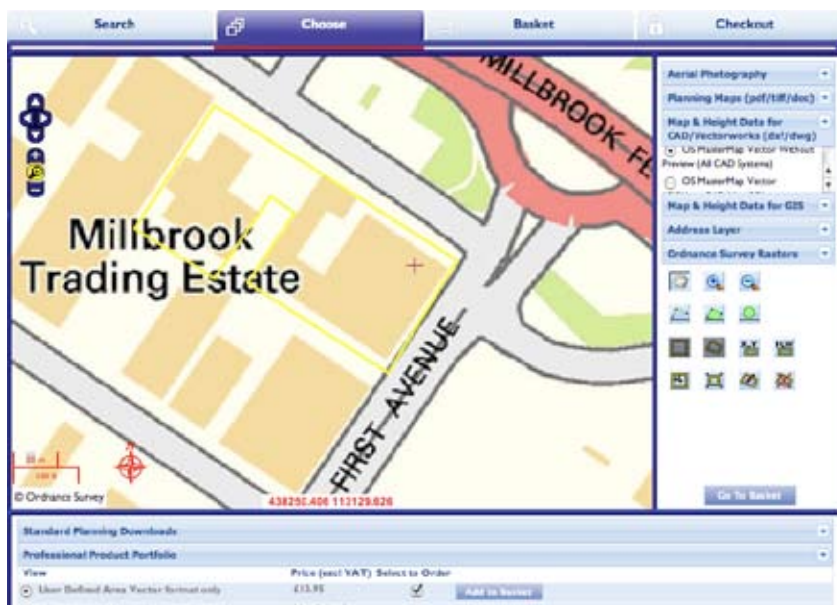 Search
Choose
Basket
Checkout
MILLBROOK
Millbrook
Trading Estate
FIRST AVENUE
© Ordnance Survey
438250.406 113129.626
Aerial Photography
Planning Maps (pdf/tiff/doc)
Map & Height Data for
CAD/Vectorworks (dxf/dwg)
OS MasterMap Vector Without
Preview (All CAD Systems)
OS MasterMap Vector
Map & Height Data for GIS
Address Layer
Ordnance Survey Rasters
X,Y
Go To Basket
Standard Planning Downloads
Professional Product Portfolio
View
Price (excl VAT) Select to Order
User Defined Area Vector format only
£13.95
Add to Basket